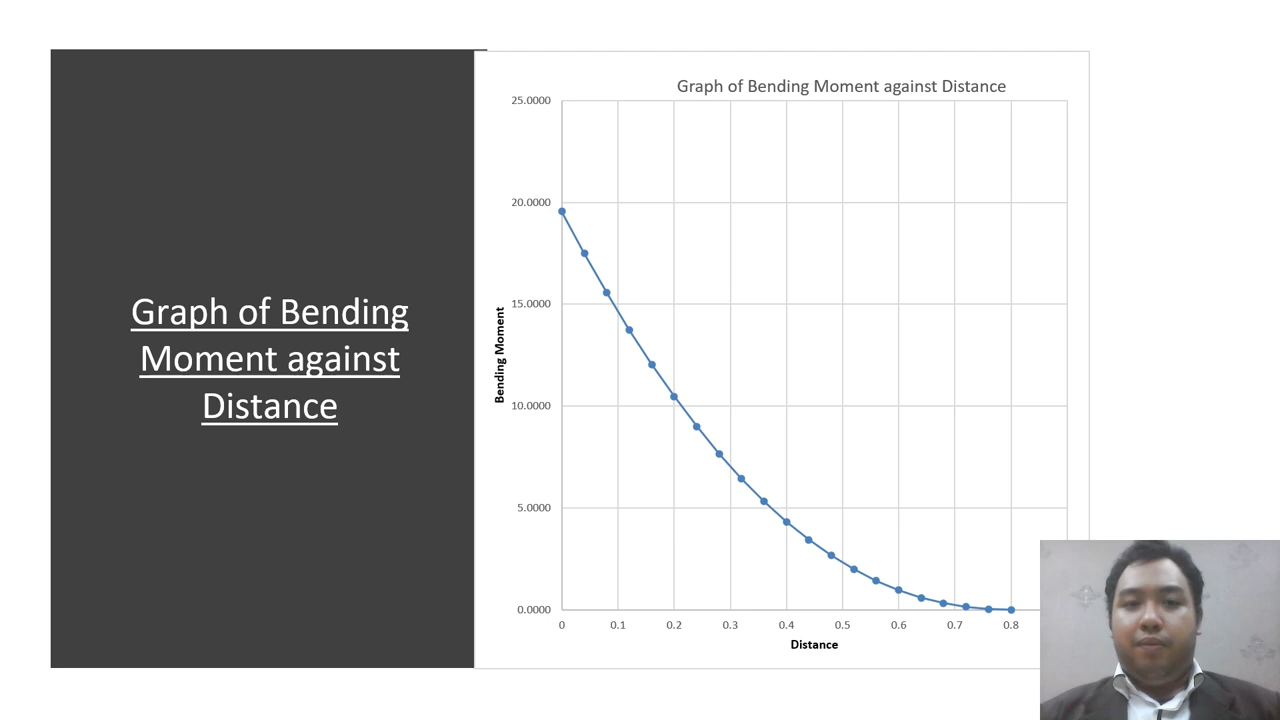 Graph of Bending
Moment against
Distance
Graph of Bending Moment against Distance
25.0000
20.0000
15.0000
10.0000
5.0000
0.0000
Bending Moment
0 0.1 0.2 0.3 0.4 0.5 0.6 0.7 0.8
Distance